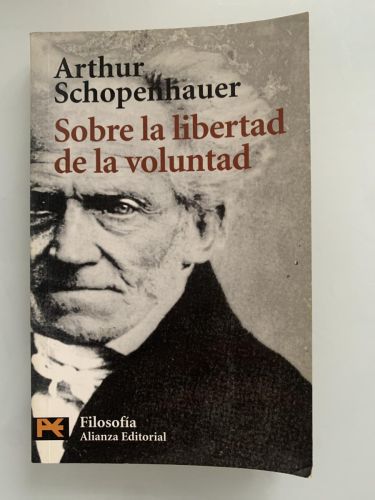 Arthur
Schopenhauer
Sobre la libertad
de la voluntad
Filosofía
Alianza Editorial